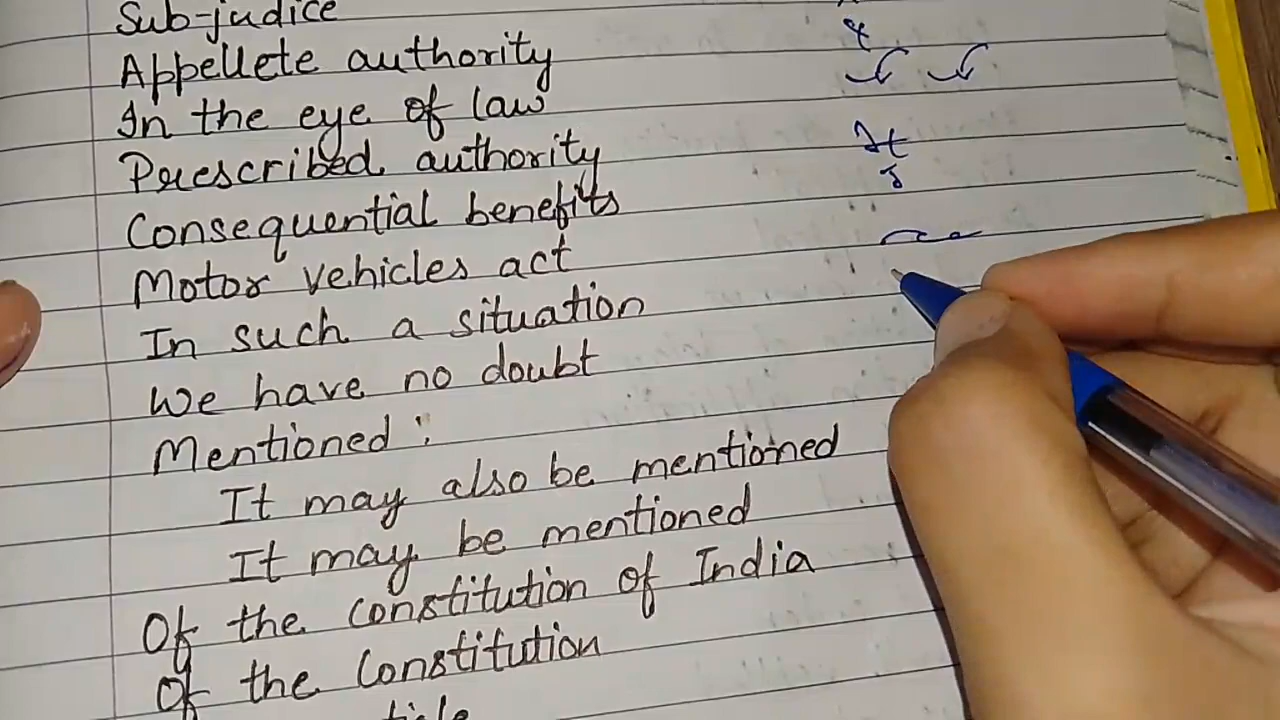 Sub-judice
Appellete authority
In the eye of law
Prescribed authority
Consequential benefits
Motor vehicles act
In such a situation
We have no doubt
Mentioned :
It may also be mentioned
It may be mentioned
Of the constitution of India
Of the constitution